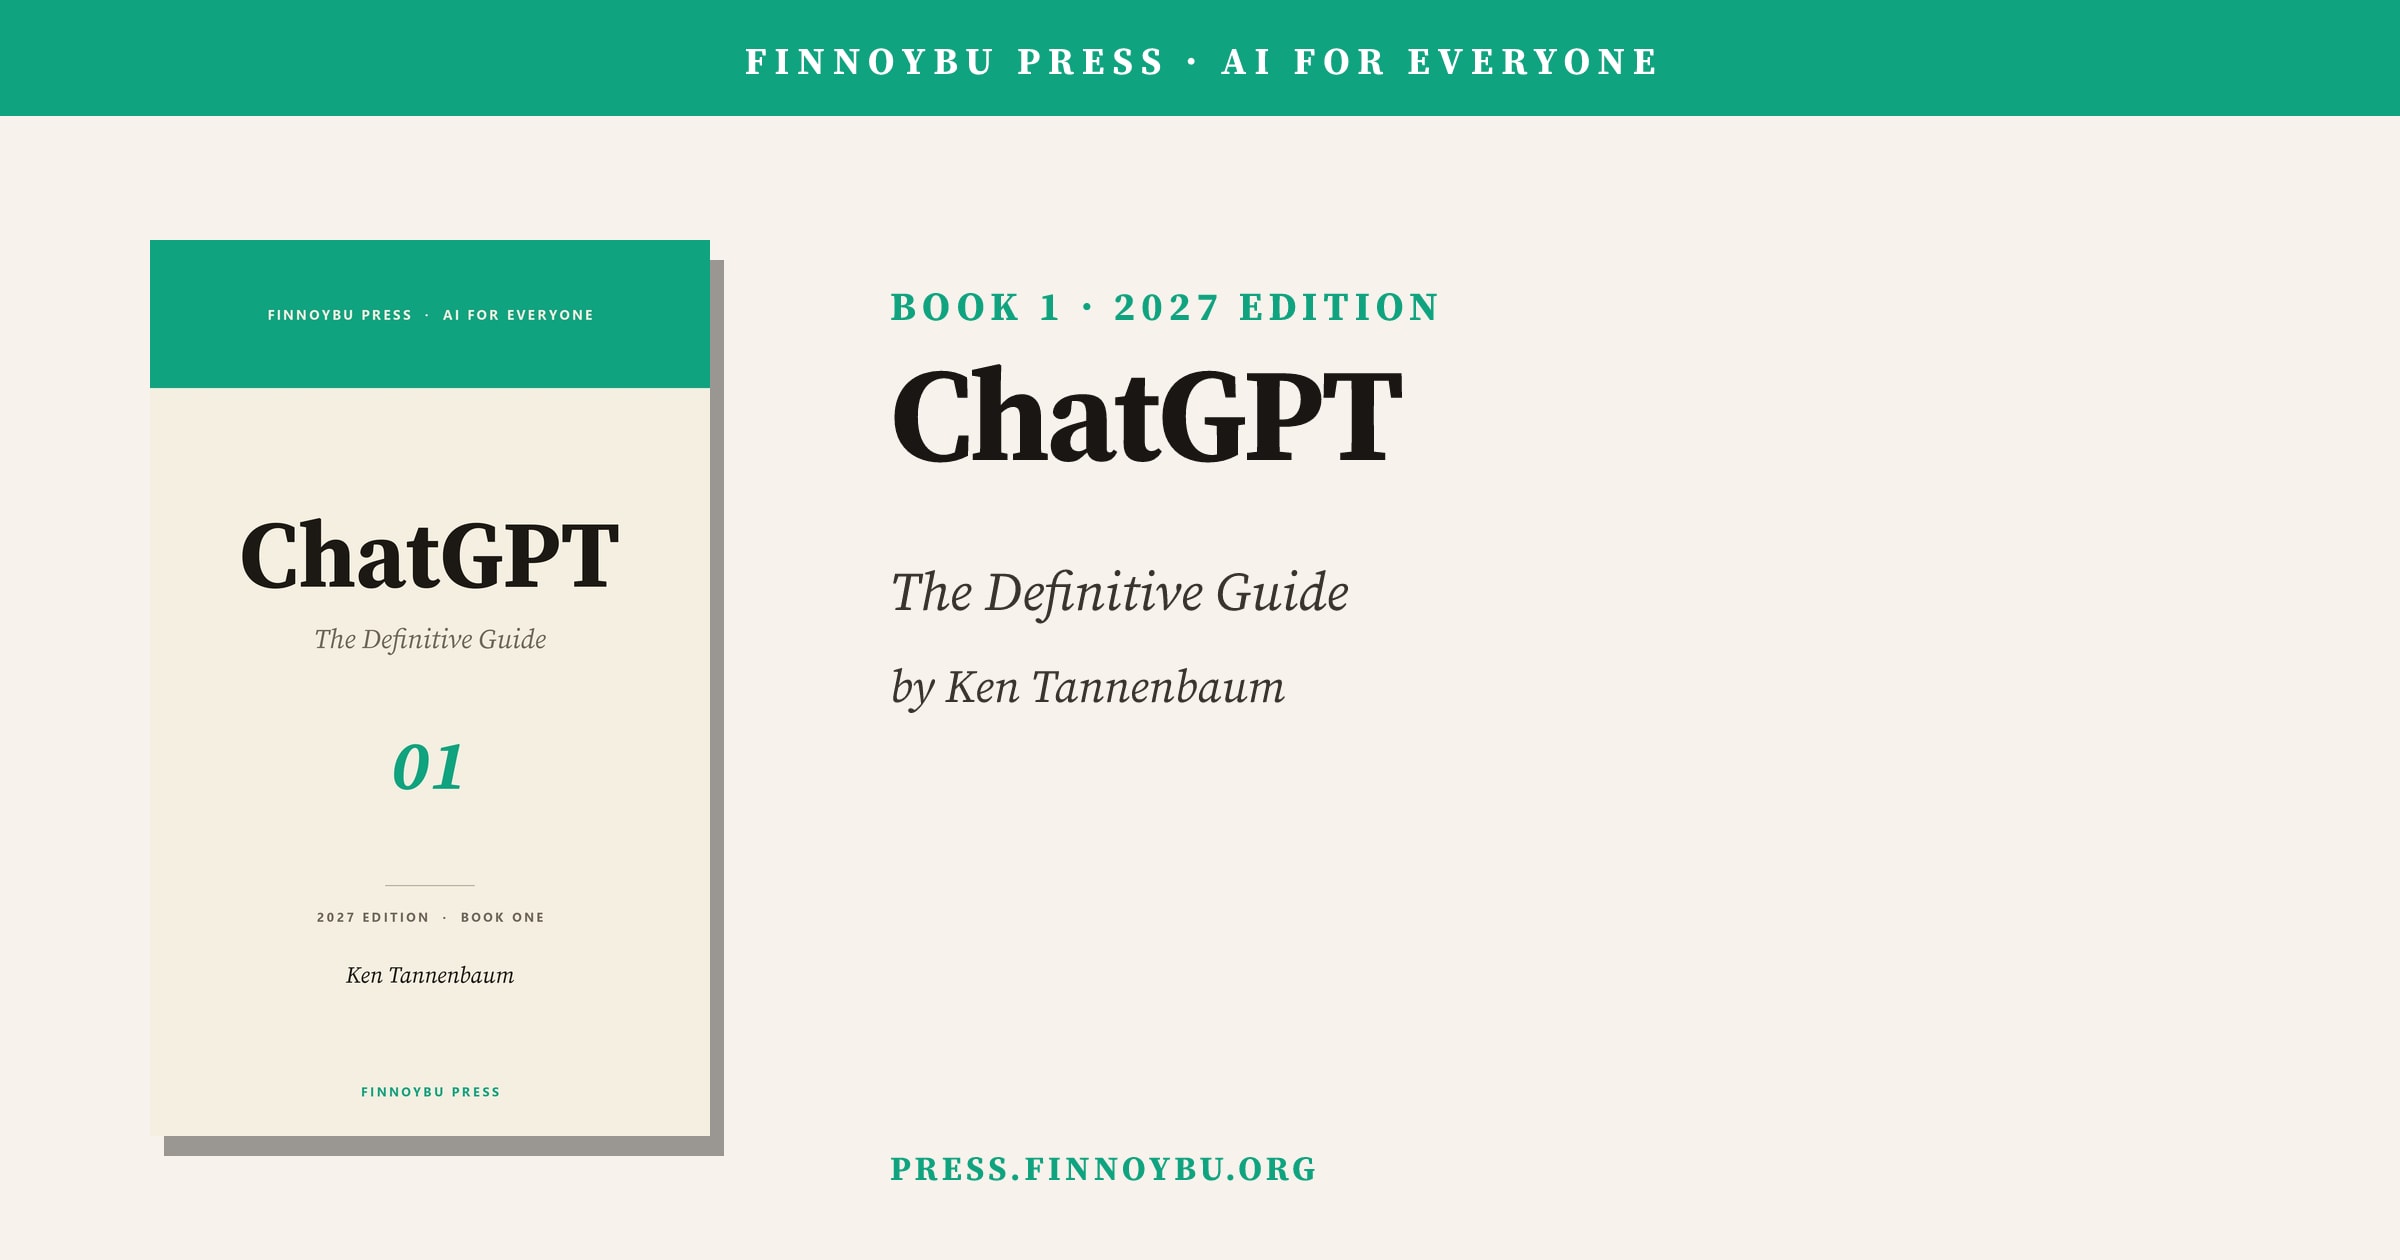 FINNOYBU PRESS · AI FOR EVERYONE
FINNOYBU PRESS · AI FOR EVERYONE
ChatGPT
The Definitive Guide
01
2027 EDITION · BOOK ONE
Ken Tannenbaum
FINNOYBU PRESS
BOOK 1 · 2027 EDITION
ChatGPT
The Definitive Guide
by Ken Tannenbaum
PRESS.FINNOYBU.ORG